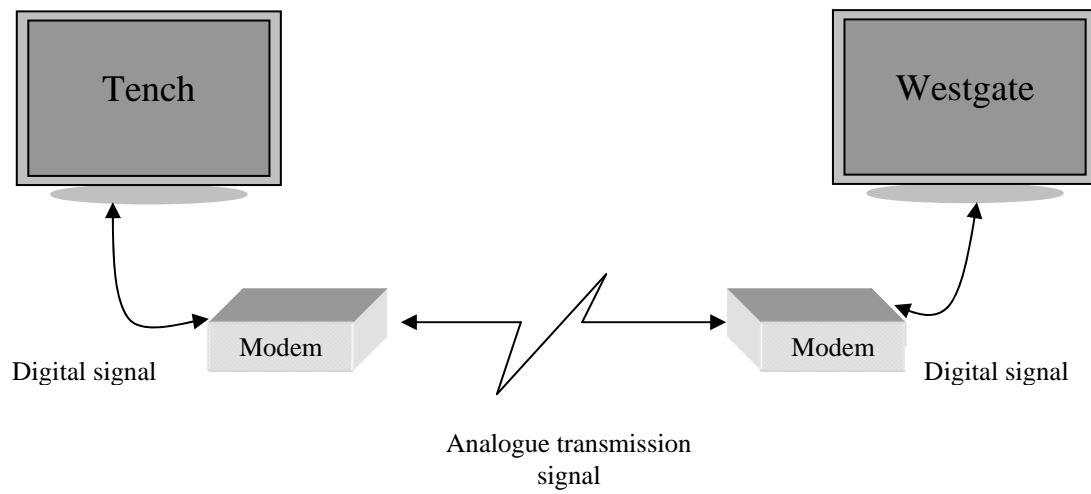 Tench
Westgate
Modem
Modem
Digital signal
Digital signal
Analogue transmission
signal